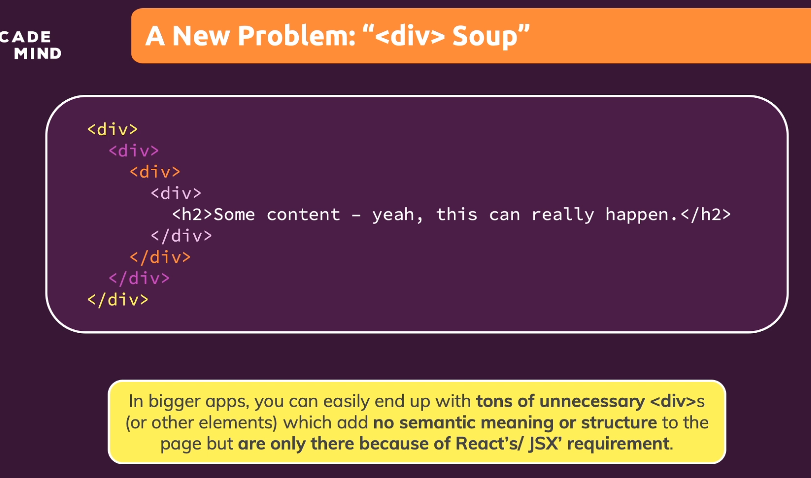 CADE
MIND
A New Problem: “<div> Soup”
<div>
<div>
<div>
<div>
<h2>Some content – yeah, this can really happen.</h2>
</div>
</div>
</div>
</div>
In bigger apps, you can easily end up with tons of unnecessary <div>s
(or other elements) which add no semantic meaning or structure to the
page but are only there because of React’s/ JSX’ requirement.